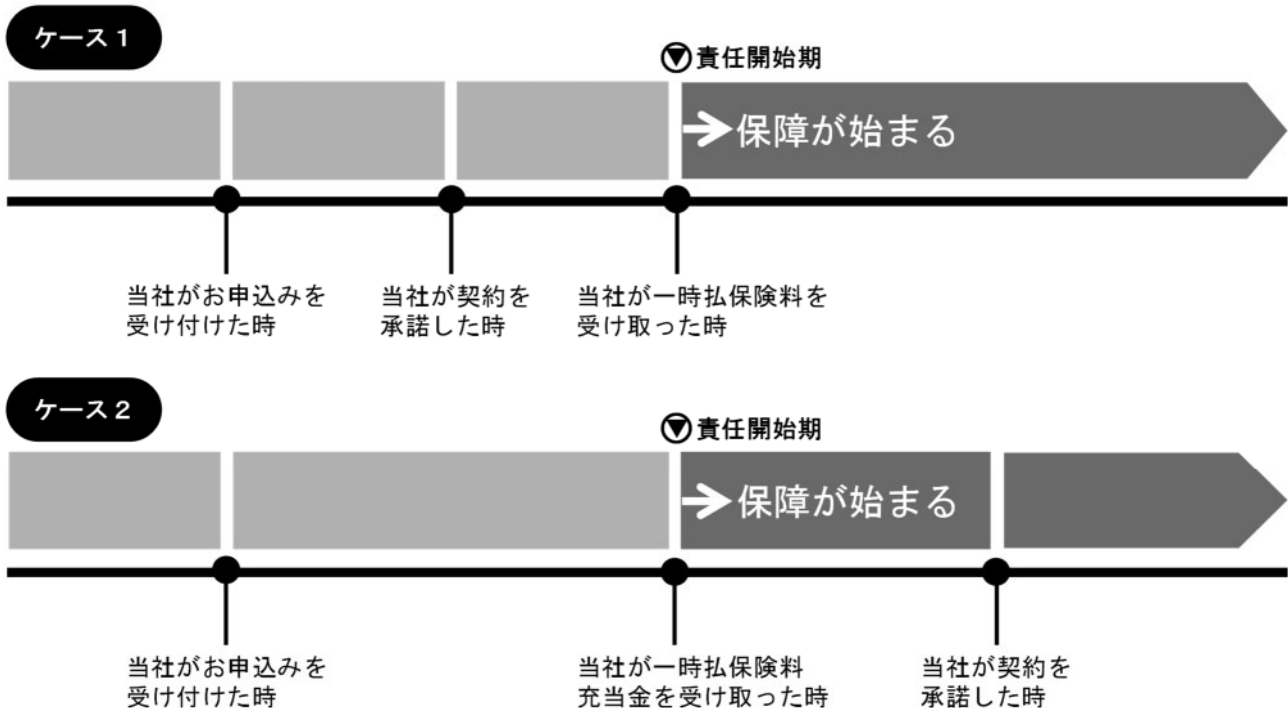 ケース1
責任開始期
保障が始まる
当社がお申込みを
受け付けた時
当社が契約を
承諾した時
当社が一時払保険料を
受け取った時
ケース2
責任開始期
保障が始まる
当社がお申込みを
受け付けた時
当社が一時払保険料
充当金を受け取った時
当社が契約を
承諾した時